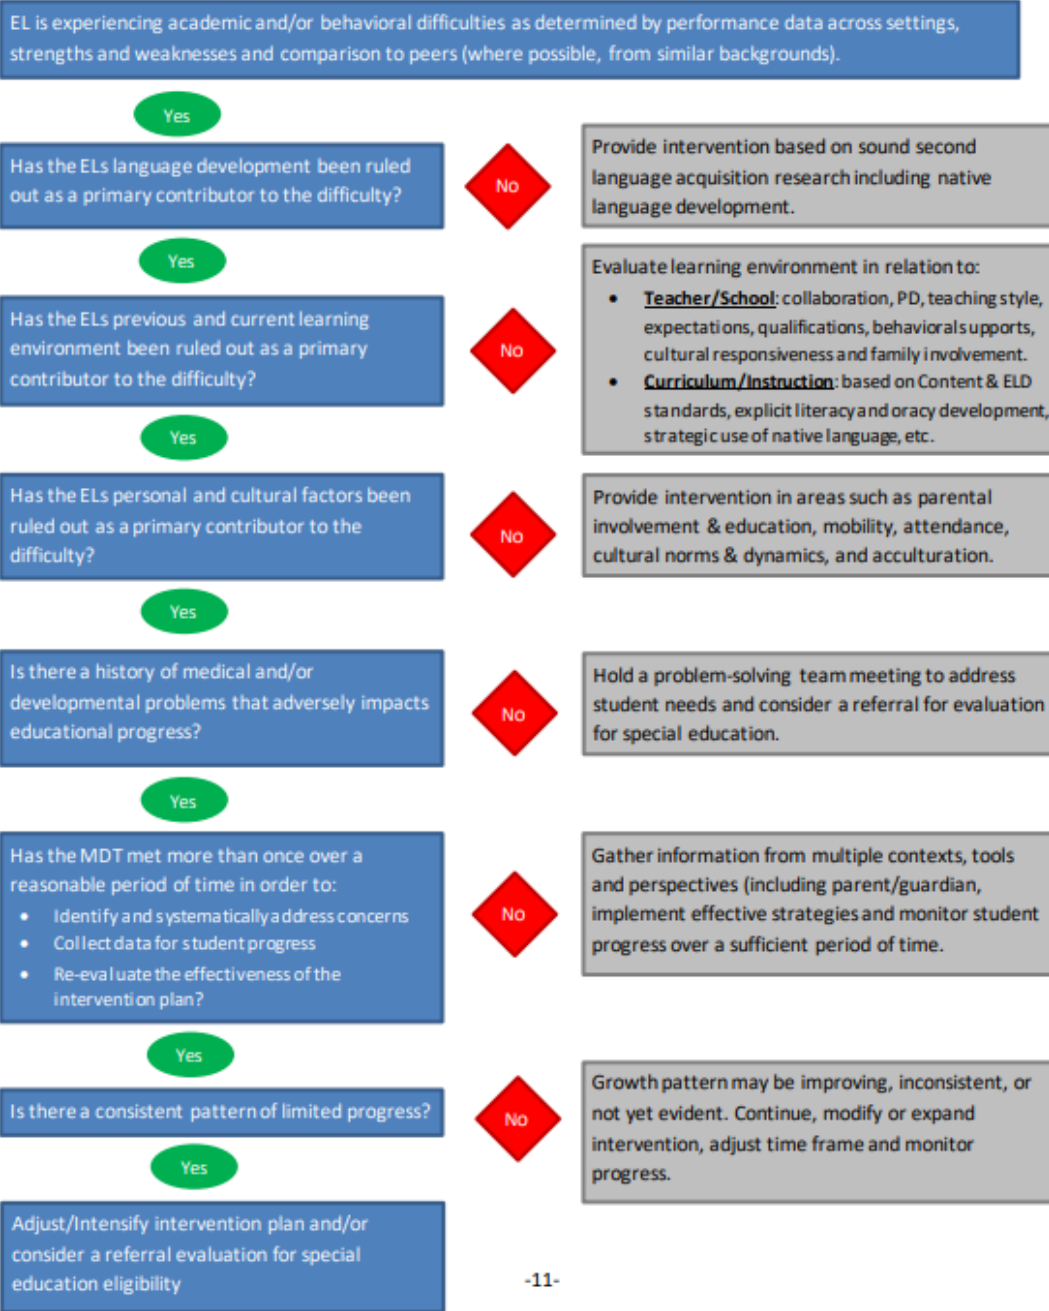 EL is experiencing academic and/or behavioral difficulties as determined by performance data across settings,
strengths and weaknesses and comparison to peers (where possible, from similar backgrounds).
Yes
Has the ELs language development been ruled
out as a primary contributor to the difficulty?
No
Provide intervention based on sound second
language acquisition research including native
language development.
Yes
Has the ELs previous and current learning
environment been ruled out as a primary
contributor to the difficulty?
No
Evaluate learning environment in relation to:
• Teacher/School: collaboration, PD, teaching style,
expectations, qualifications, behavioral supports,
cultural responsiveness and family involvement.
• Curriculum/Instruction: based on Content & ELD
standards, explicit literacy and oracy development,
strategic use of native language, etc.
Yes
Has the ELs personal and cultural factors been
ruled out as a primary contributor to the
difficulty?
No
Provide intervention in areas such as parental
involvement & education, mobility, attendance,
cultural norms & dynamics, and acculturation.
Yes
Is there a history of medical and/or
developmental problems that adversely impacts
educational progress?
No
Hold a problem-solving team meeting to address
student needs and consider a referral for evaluation
for special education.
Yes
Has the MDT met more than once over a
reasonable period of time in order to:
• Identify and systematically address concerns
• Collect data for student progress
• Re-evaluate the effectiveness of the
intervention plan?
No
Gather information from multiple contexts, tools
and perspectives (including parent/guardian,
implement effective strategies and monitor student
progress over a sufficient period of time.
Yes
Is there a consistent pattern of limited progress?
No
Growth pattern may be improving, inconsistent, or
not yet evident. Continue, modify or expand
intervention, adjust time frame and monitor
progress.
Yes
Adjust/Intensify intervention plan and/or
consider a referral evaluation for special
education eligibility
-11-